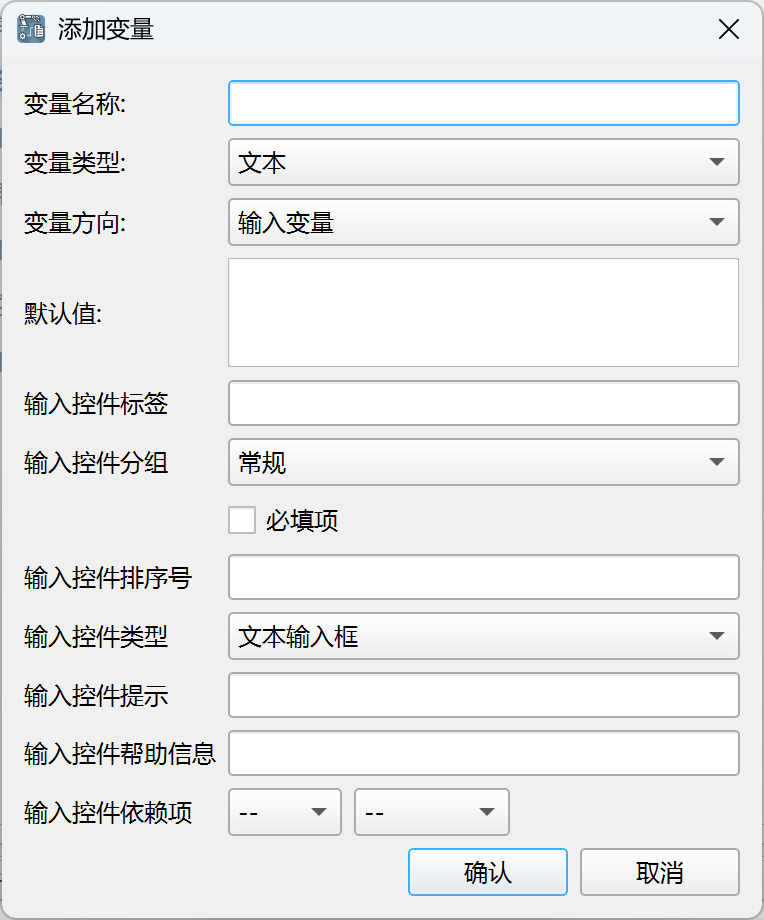 添加变量
变量名称:
变量类型: 文本
变量方向: 输入变量
默认值:
输入控件标签
输入控件分组 常规
必填项
输入控件排序号
输入控件类型 文本输入框
输入控件提示
输入控件帮助信息
输入控件依赖项 -- --
确认 取消